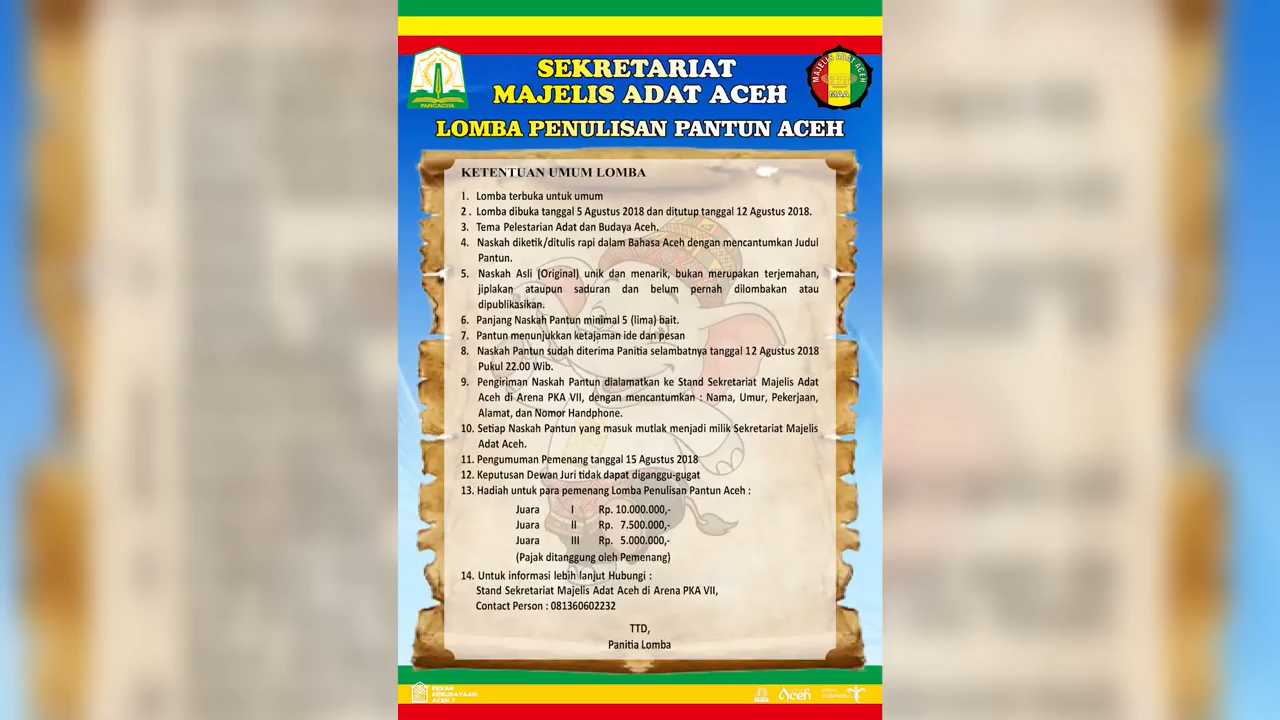 SEKRETARIAT
MAJELIS ADAT ACEH
LOMBA PENULISAN PANTUN ACEH
PANCACITA
MAJELIS ADAT ACEH
MAA
KETENTUAN UMUM LOMBA
1. Lomba terbuka untuk umum
2 . Lomba dibuka tanggal 5 Agustus 2018 dan ditutup tanggal 12 Agustus 2018.
3. Tema Pelestarian Adat dan Budaya Aceh.
4. Naskah diketik/ditulis rapi dalam Bahasa Aceh dengan mencantumkan Judul
Pantun.
5. Naskah Asli (Original) unik dan menarik, bukan merupakan terjemahan,
jiplakan ataupun saduran dan belum pernah dilombakan atau
dipublikasikan.
6. Panjang Naskah Pantun minimal 5 (lima) bait.
7. Pantun menunjukkan ketajaman ide dan pesan
8. Naskah Pantun sudah diterima Panitia selambatnya tanggal 12 Agustus 2018
Pukul 22.00 Wib.
9. Pengiriman Naskah Pantun dialamatkan ke Stand Sekretariat Majelis Adat
Aceh di Arena PKA VII, dengan mencantumkan : Nama, Umur, Pekerjaan,
Alamat, dan Nomor Handphone.
10. Setiap Naskah Pantun yang masuk mutlak menjadi milik Sekretariat Majelis
Adat Aceh.
11. Pengumuman Pemenang tanggal 15 Agustus 2018
12. Keputusan Dewan Juri tidak dapat diganggu-gugat
13. Hadiah untuk para pemenang Lomba Penulisan Pantun Aceh :
Juara I Rp. 10.000.000,-
Juara II Rp. 7.500.000,-
Juara III Rp. 5.000.000,-
(Pajak ditanggung oleh Pemenang)
14. Untuk informasi lebih lanjut Hubungi :
Stand Sekretariat Majelis Adat Aceh di Arena PKA VII,
Contact Person : 081360602232
TTD,
Panitia Lomba
PEKAN
KEBUDAYAAN
ACEH 7
Aceh
indonesia